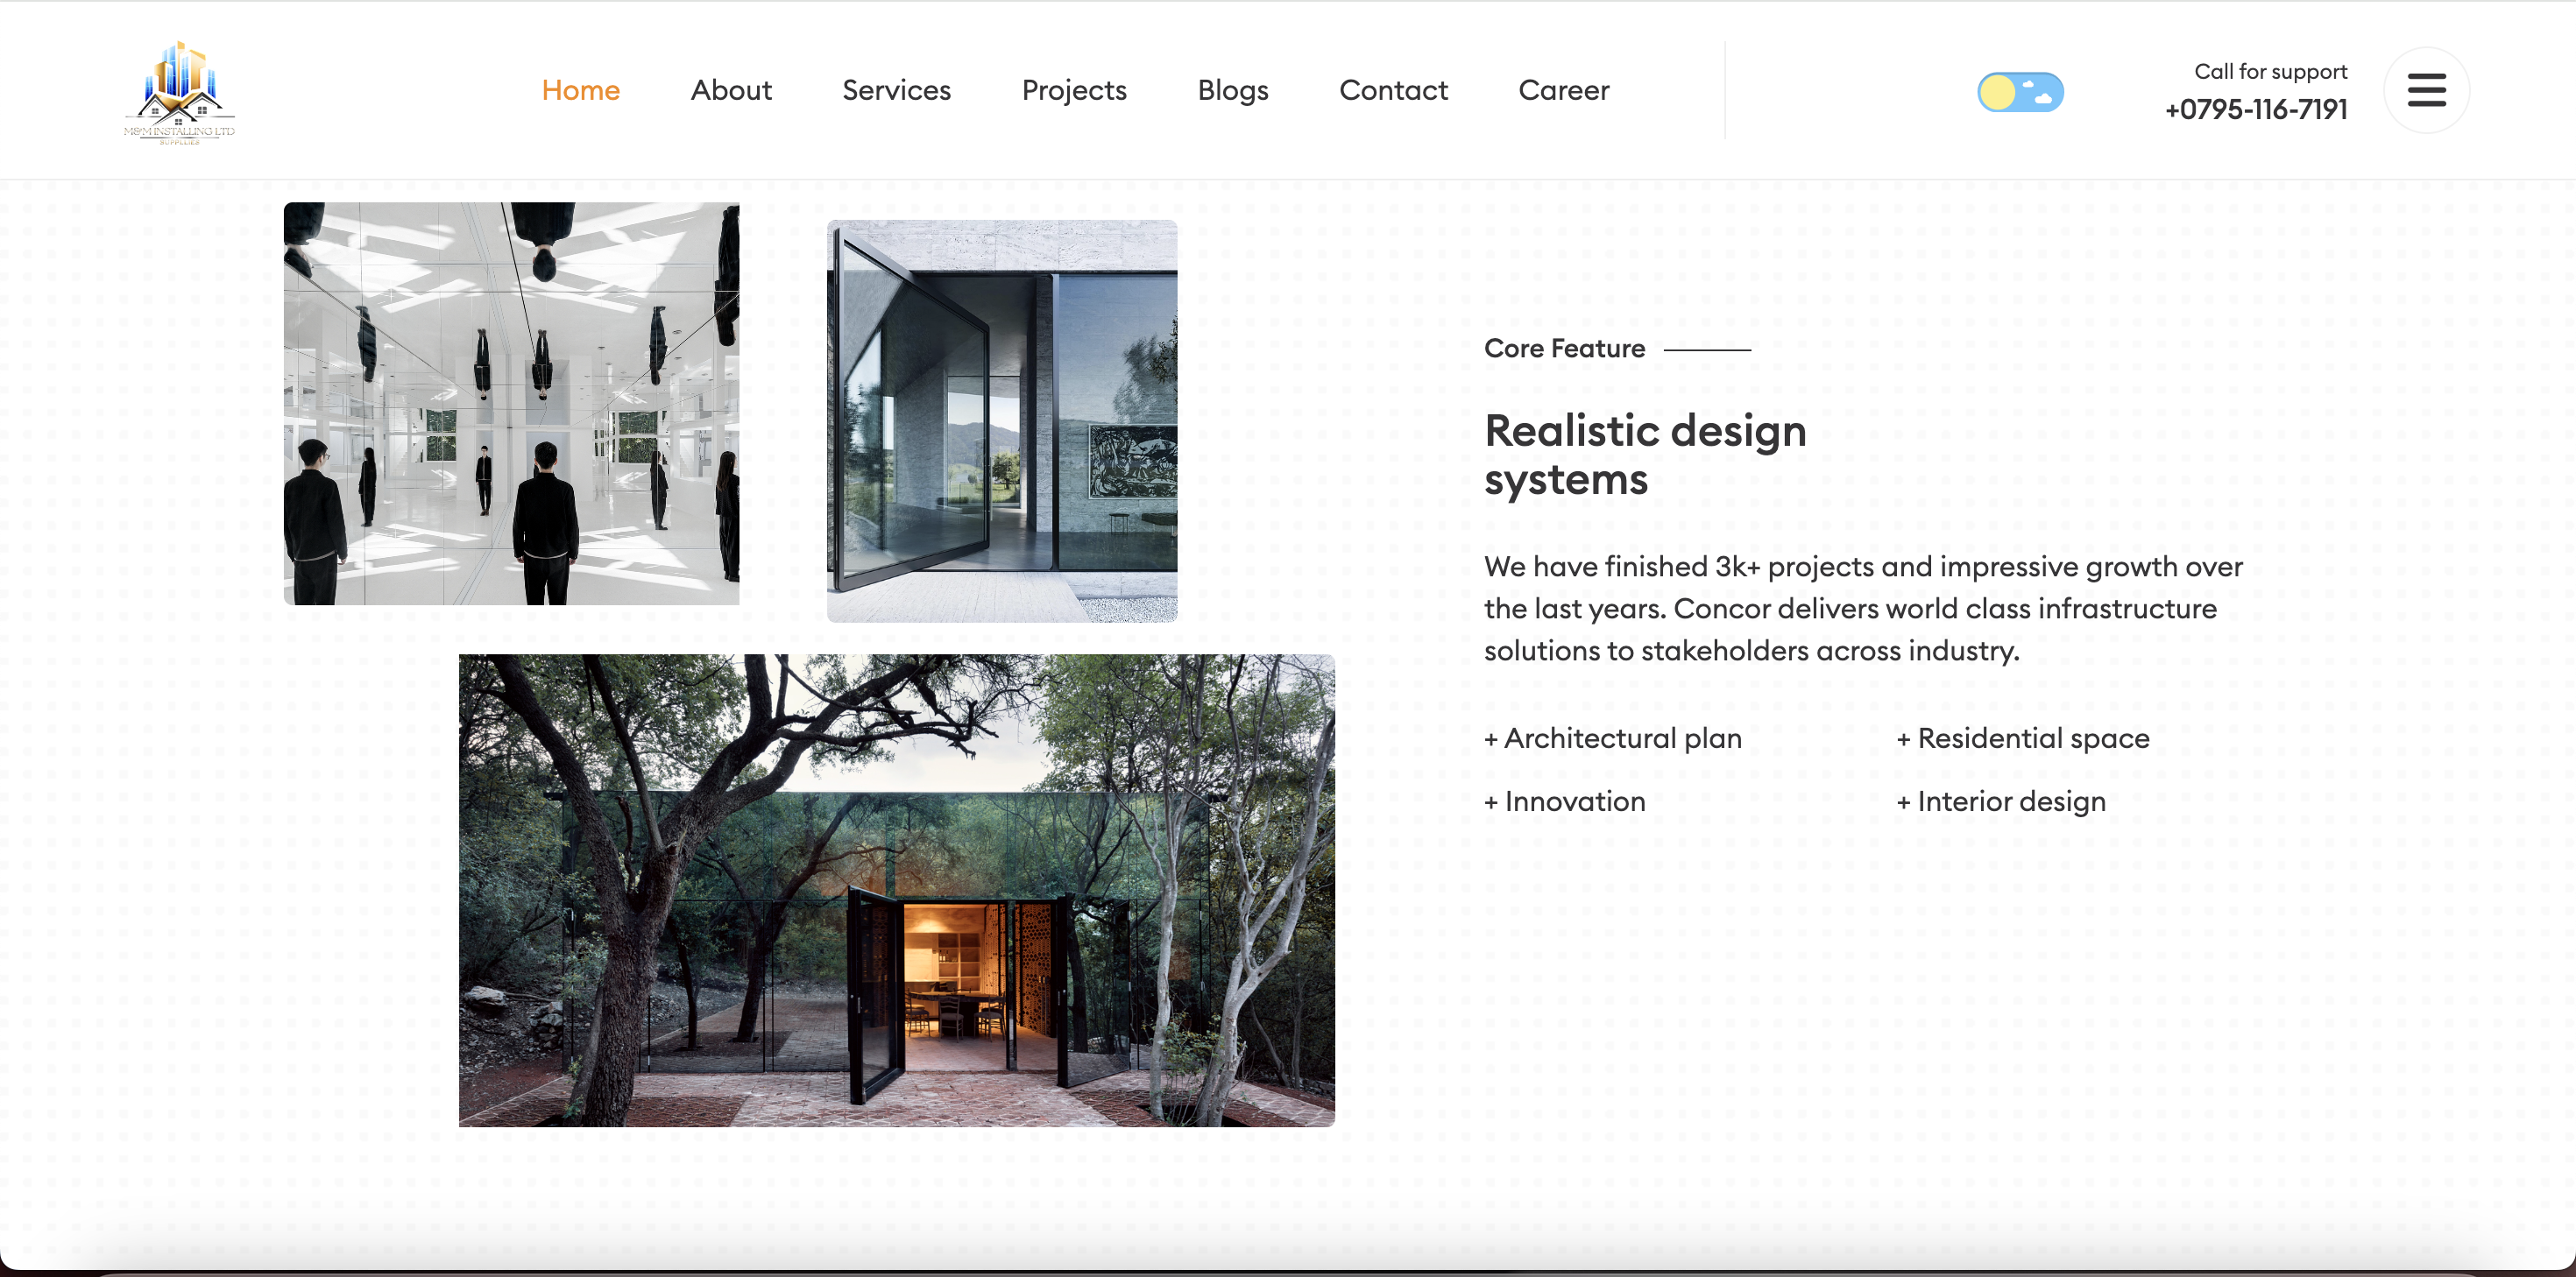 M&M INSTALLING LTD
SUPPLIES
Home
About
Services
Projects
Blogs
Contact
Career
Call for support
+0795-116-7191
Core Feature
Realistic design
systems
We have finished 3k+ projects and impressive growth over
the last years. Concor delivers world class infrastructure
solutions to stakeholders across industry.
+ Architectural plan
+ Residential space
+ Innovation
+ Interior design